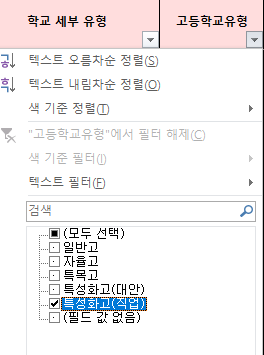 학교 세부 유형 고등학교유형
텍스트 오름차순 정렬(S)
텍스트 내림차순 정렬(O)
색 기준 정렬(T)
"고등학교유형"에서 필터 해제(C)
색 기준 필터(I)
텍스트 필터(F)
검색
(모두 선택)
일반고
자율고
특목고
특성화고(대안)
특성화고(직업)
(필드 값 없음)